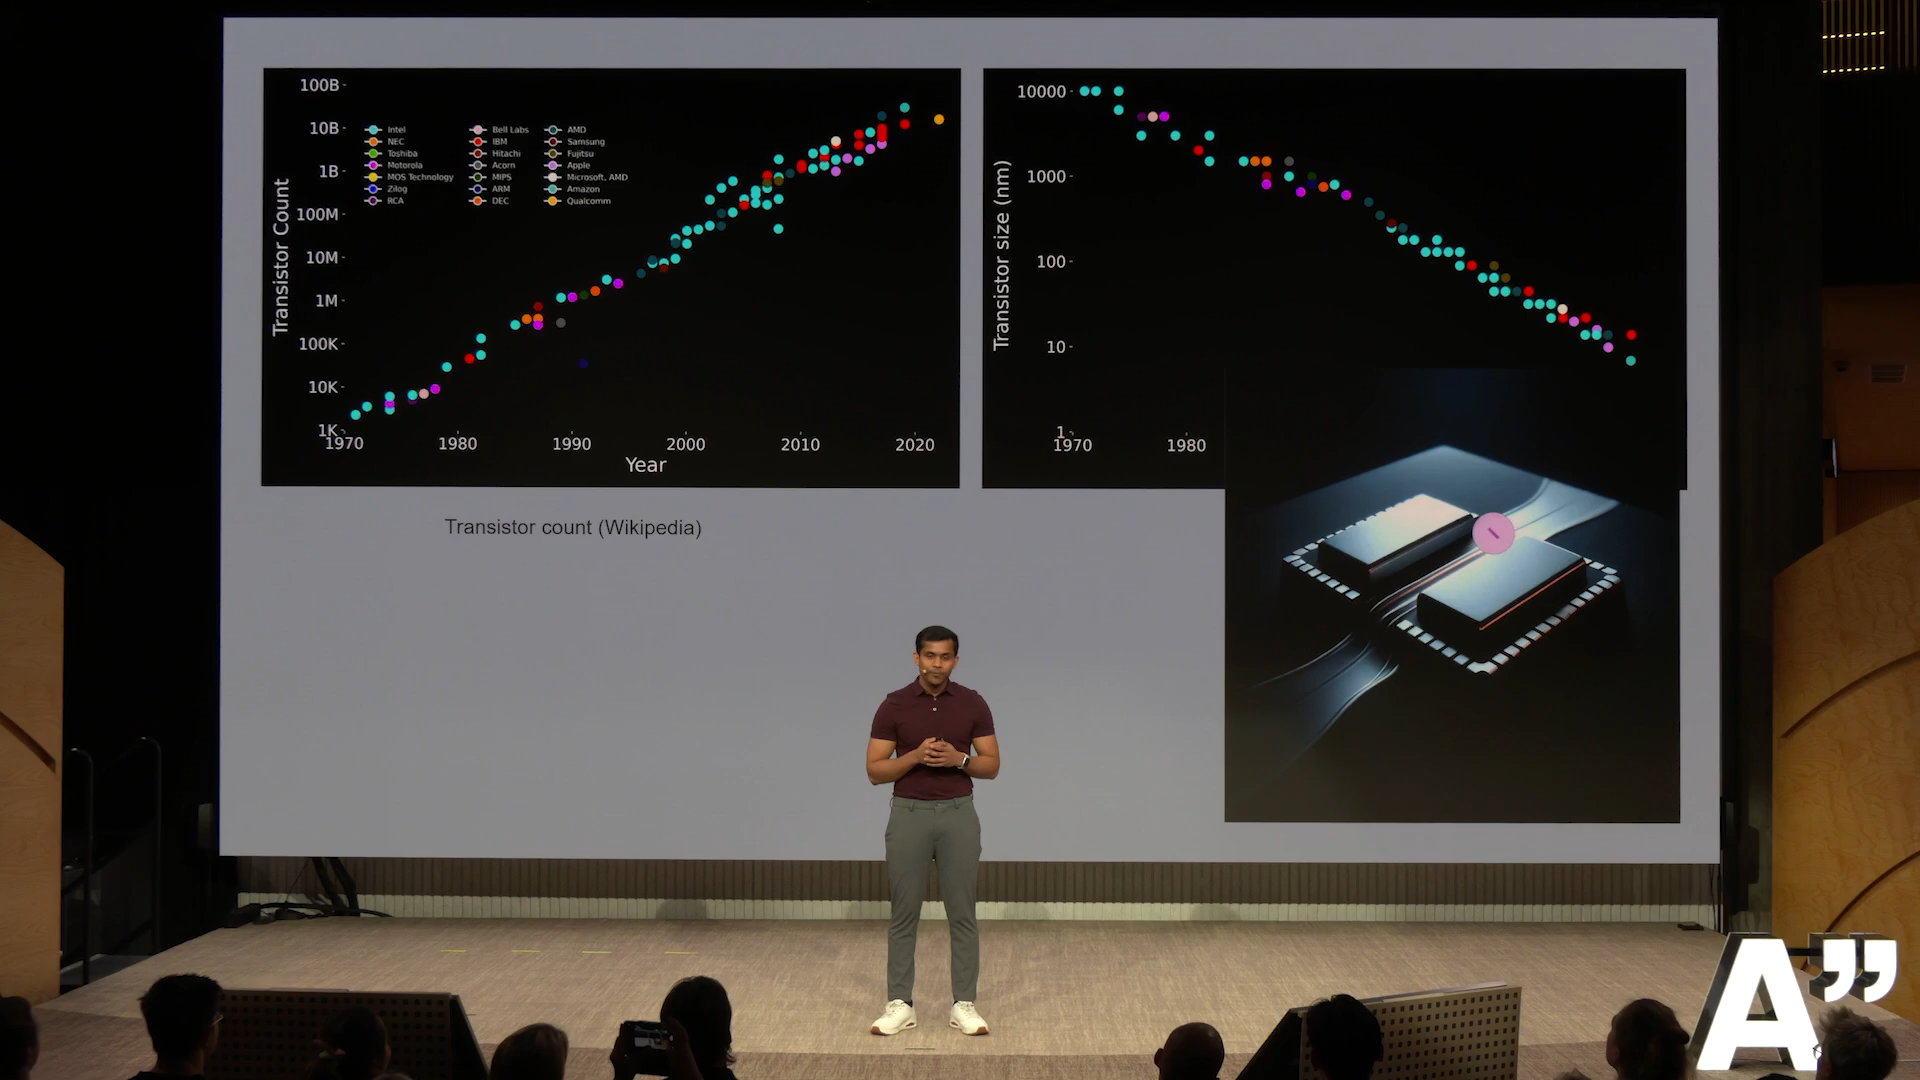 100B
10B
1B
100M
10M
1M
100K
10K
1K
Transistor Count
Intel
NEC
Toshiba
Motorola
MOS Technology
Zilog
RCA
Bell Labs
IBM
Hitachi
Acorn
MIPS
ARM
DEC
AMD
Samsung
Fujitsu
Apple
Microsoft, AMD
Amazon
Qualcomm
1970 1980 1990 2000 2010 2020
Year
Transistor count (Wikipedia)
10000
1000
100
10
1
Transistor size (nm)
1970 1980
A”